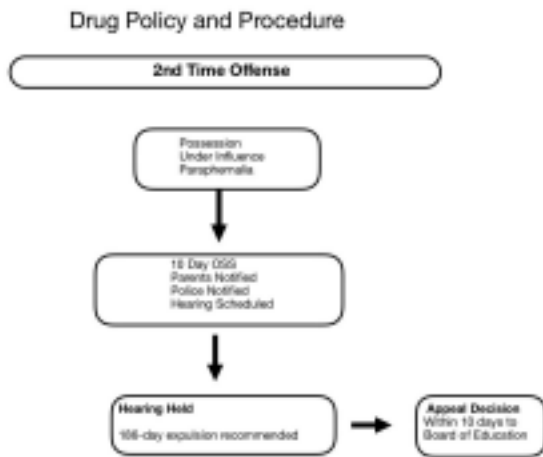 Drug Policy and Procedure
2nd Time Offense
Possession
Under Influence
Paraphernalia
10 Day OSS
Parents Notified
Police Notified
Hearing Scheduled
Hearing Held
186-day expulsion recommended
Appeal Decision
Within 10 days to
Board of Education